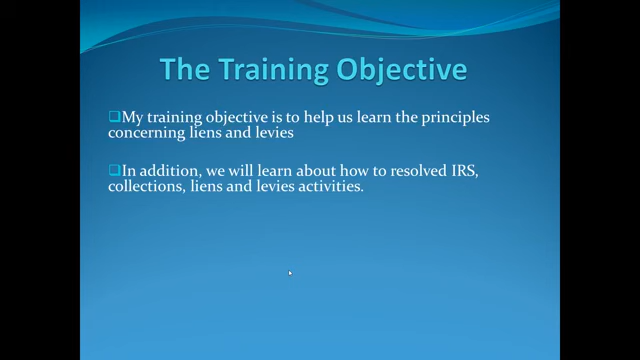 The Training Objective
My training objective is to help us learn the principles
concerning liens and levies
In addition, we will learn about how to resolved IRS,
collections, liens and levies activities.